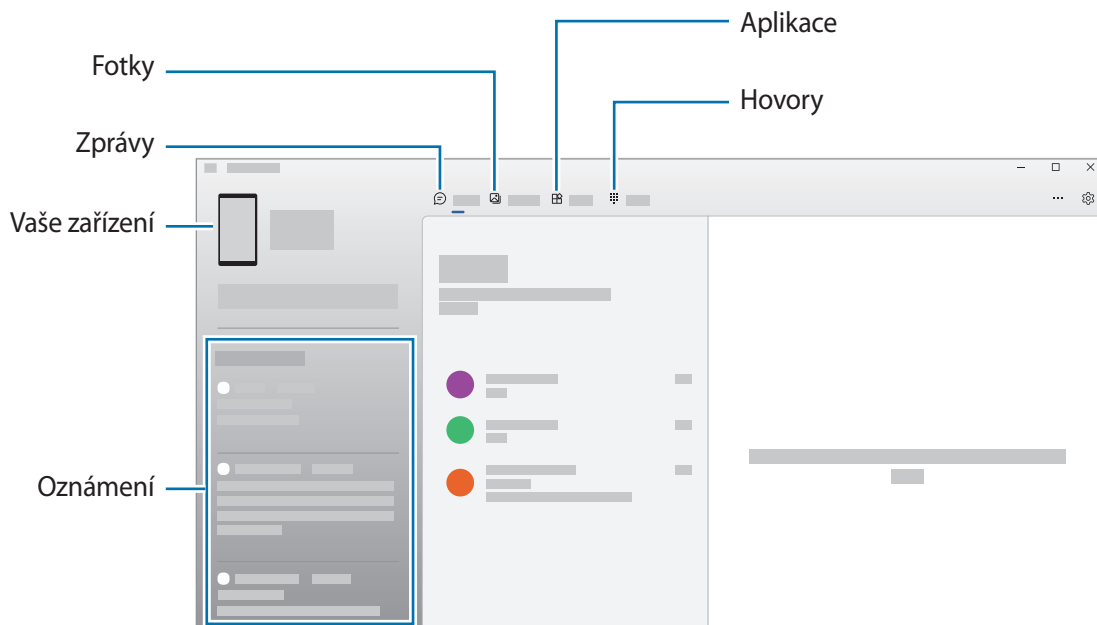 Aplikace
Fotky
Hovory
Zprávy
Vaše zařízení
Oznámení